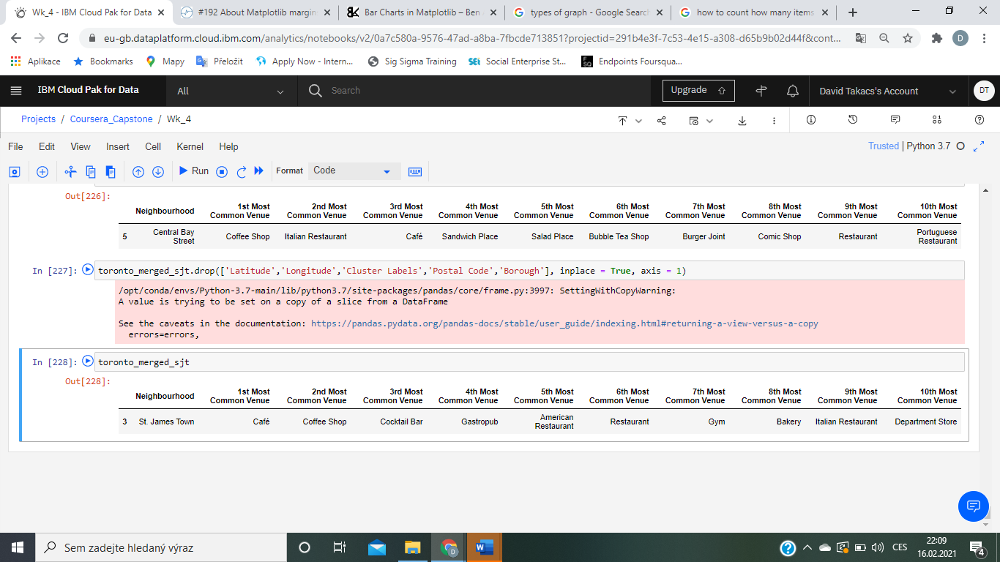 Wk_4 - IBM Cloud Pak for Data
#192 About Matplotlib margin
Bar Charts in Matplotlib – Ben
types of graph - Google Search
how to count how many items
eu-gb.dataplatform.cloud.ibm.com/analytics/notebooks/v2/0a7c580a-9576-47ad-a8ba-7fbcde713851?projectid=291b4e3f-7c53-4e15-a308-d65b9b02d44f&cont...
D
Aplikace
Bookmarks
Mapy
Přeložit
Apply Now - Intern...
Sig Sigma Training
Social Enterprise St...
Endpoints Foursqua...
IBM Cloud Pak for Data
All
Search
Upgrade
David Takacs's Account
DT
Projects / Coursera_Capstone / Wk_4
File Edit View Insert Cell Kernel Help
Trusted | Python 3.7
Run
Format
Code
Out[226]:
Neighbourhood 1st Most Common Venue 2nd Most Common Venue 3rd Most Common Venue 4th Most Common Venue 5th Most Common Venue 6th Most Common Venue 7th Most Common Venue 8th Most Common Venue 9th Most Common Venue 10th Most Common Venue
5 Central Bay Street Coffee Shop Italian Restaurant Café Sandwich Place Salad Place Bubble Tea Shop Burger Joint Comic Shop Restaurant Portuguese Restaurant
In [227]: toronto_merged_sjt.drop(['Latitude','Longitude','Cluster Labels','Postal Code','Borough'], inplace = True, axis = 1)
/opt/conda/envs/Python-3.7-main/lib/python3.7/site-packages/pandas/core/frame.py:3997: SettingWithCopyWarning:
A value is trying to be set on a copy of a slice from a DataFrame
See the caveats in the documentation: https://pandas.pydata.org/pandas-docs/stable/user_guide/indexing.html#returning-a-view-versus-a-copy
errors=errors,
In [228]: toronto_merged_sjt
Out[228]:
Neighbourhood 1st Most Common Venue 2nd Most Common Venue 3rd Most Common Venue 4th Most Common Venue 5th Most Common Venue 6th Most Common Venue 7th Most Common Venue 8th Most Common Venue 9th Most Common Venue 10th Most Common Venue
3 St. James Town Café Coffee Shop Cocktail Bar Gastropub American Restaurant Restaurant Gym Bakery Italian Restaurant Department Store
Sem zadejte hledaný výraz
CES
22:09
16.02.2021
4